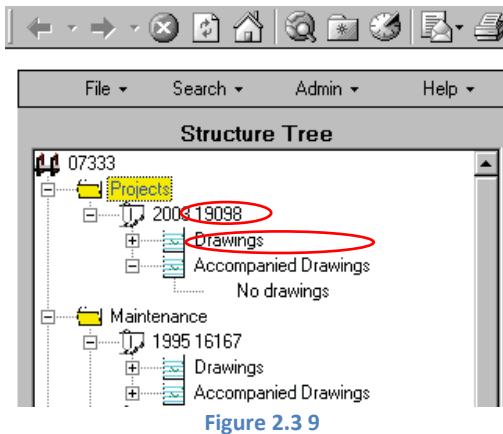 File Search Admin Help
Structure Tree
07333
Projects
2003 19098
Drawings
Accompanied Drawings
No drawings
Maintenance
1995 16167
Drawings
Accompanied Drawings
Figure 2.3 9